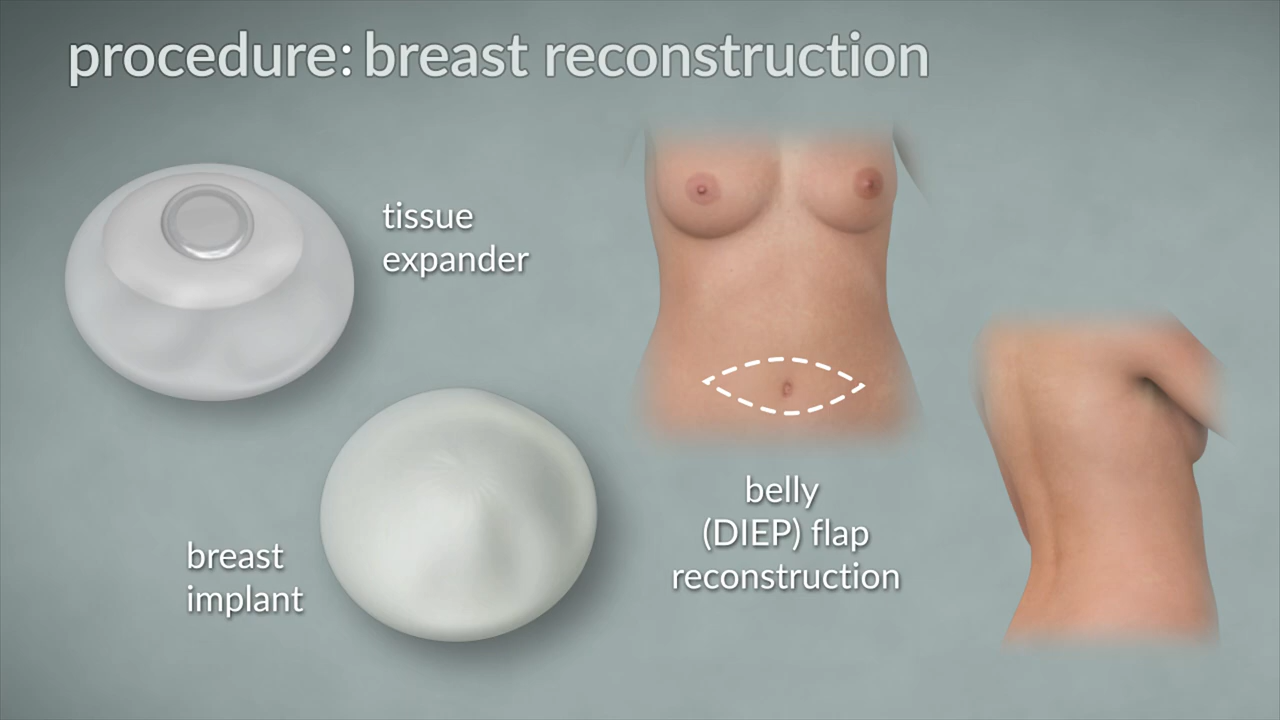 procedure: breast reconstruction
tissue
expander
breast
implant
belly
(DIEP) flap
reconstruction